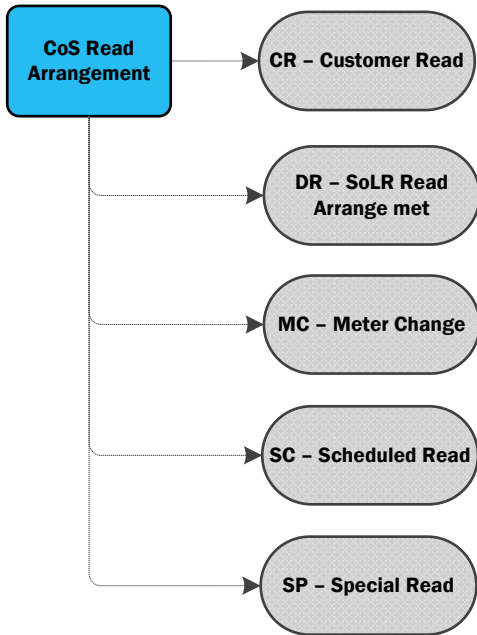 CoS Read
Arrangement
CR – Customer Read
DR – SoLR Read
Arrange met
MC – Meter Change
SC – Scheduled Read
SP – Special Read